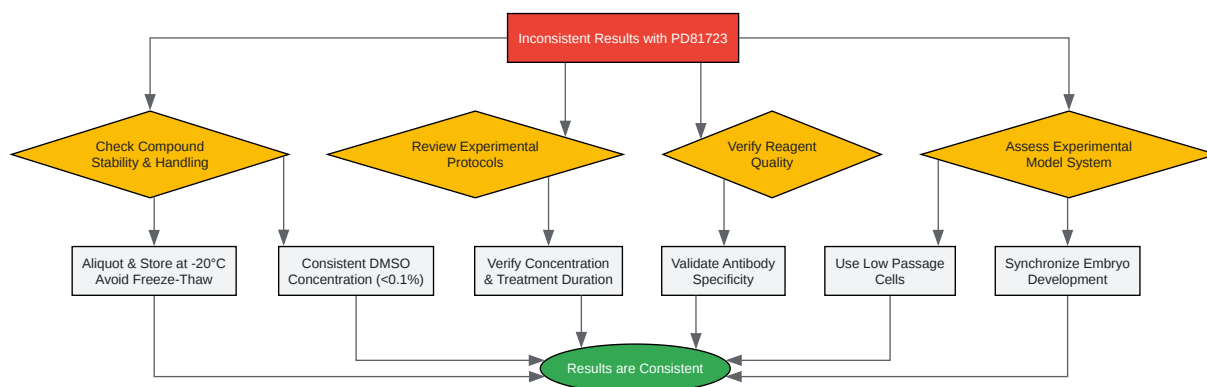 Inconsistent Results with PD81723
Check Compound
Stability & Handling
Review Experimental
Protocols
Verify Reagent
Quality
Assess Experimental
Model System
Aliquot & Store at -20°C
Avoid Freeze-Thaw
Consistent DMSO
Concentration (<0.1%)
Verify Concentration
& Treatment Duration
Validate Antibody
Specificity
Use Low Passage
Cells
Synchronize Embryo
Development
Results are Consistent